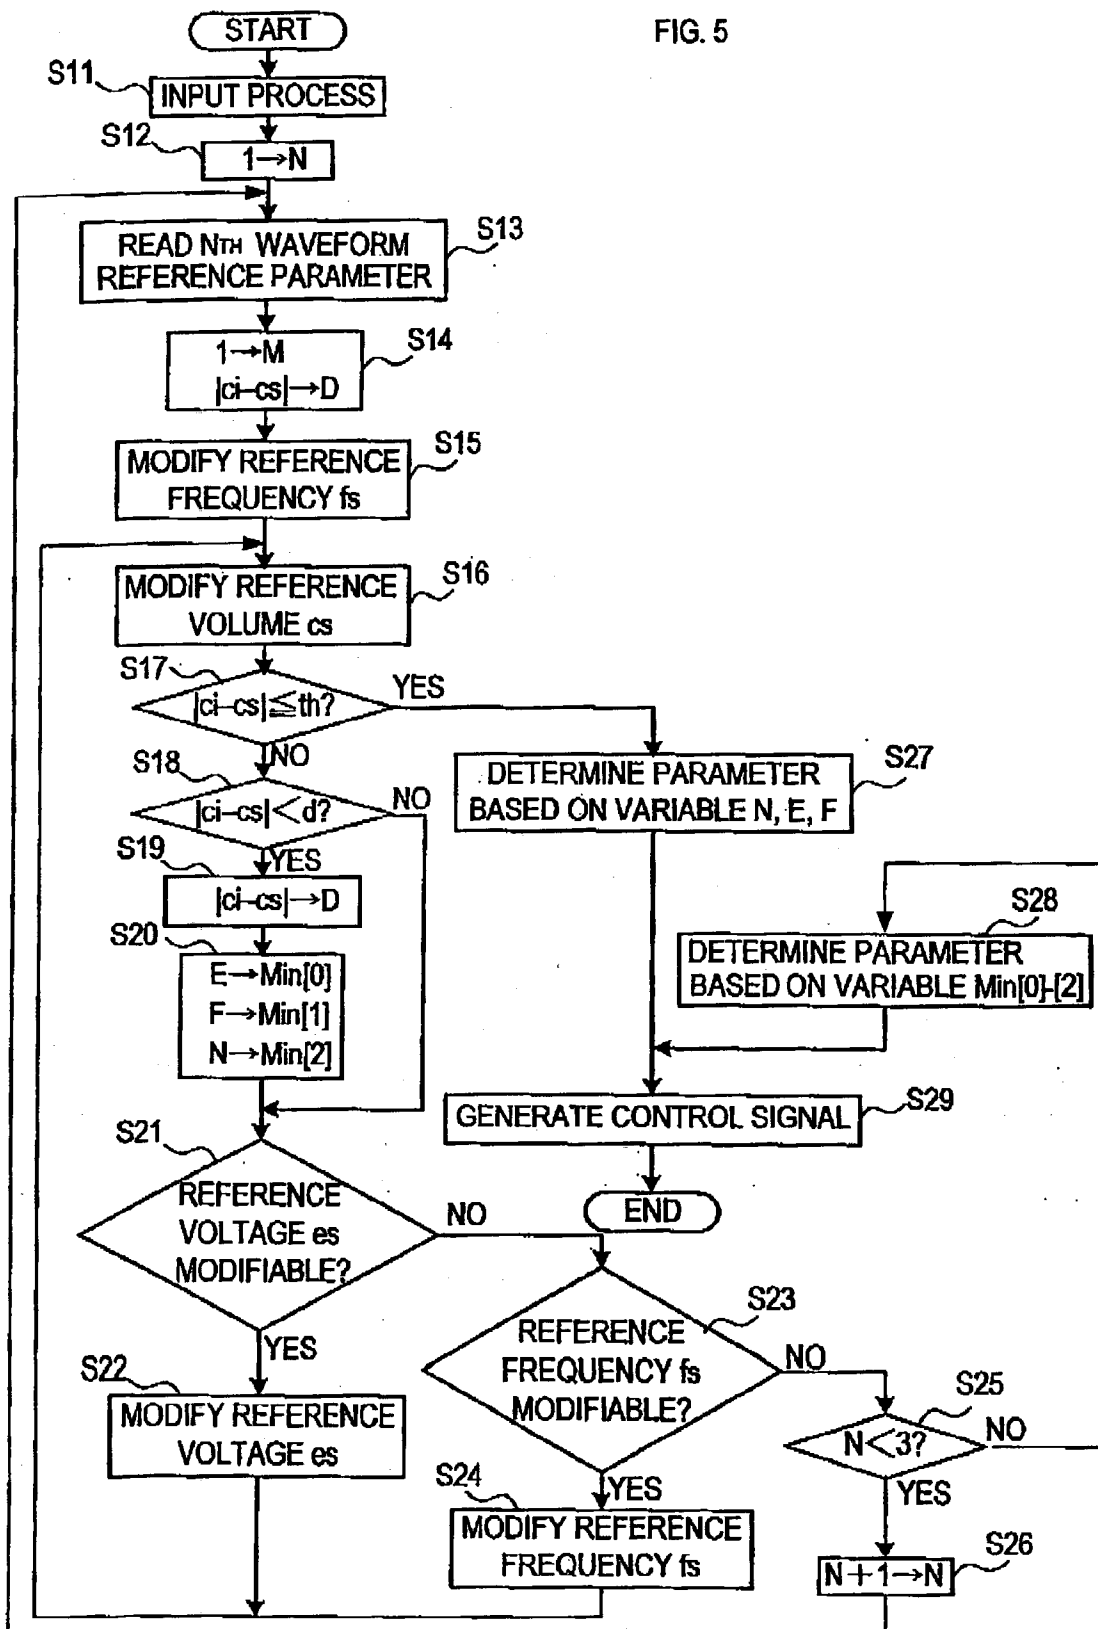 FIG. 5
START
S11
INPUT PROCESS
S12
1→N
S13
READ NTH WAVEFORM
REFERENCE PARAMETER
S14
1→M
|ci–cs|→D
S15
MODIFY REFERENCE
FREQUENCY fs
S16
MODIFY REFERENCE
VOLUME cs
S17
|ci–cs|≦th?
YES
NO
S18
|ci–cs|<d?
NO
YES
S19
|ci–cs|→D
S20
E→Min[0]
F→Min[1]
N→Min[2]
S21
REFERENCE
VOLTAGE es
MODIFIABLE?
NO
YES
S22
MODIFY REFERENCE
VOLTAGE es
S23
REFERENCE
FREQUENCY fs
MODIFIABLE?
NO
YES
S24
MODIFY REFERENCE
FREQUENCY fs
S25
N<3?
NO
YES
S26
N+1→N
S27
DETERMINE PARAMETER
BASED ON VARIABLE N, E, F
S28
DETERMINE PARAMETER
BASED ON VARIABLE Min[0]-[2]
S29
GENERATE CONTROL SIGNAL
END